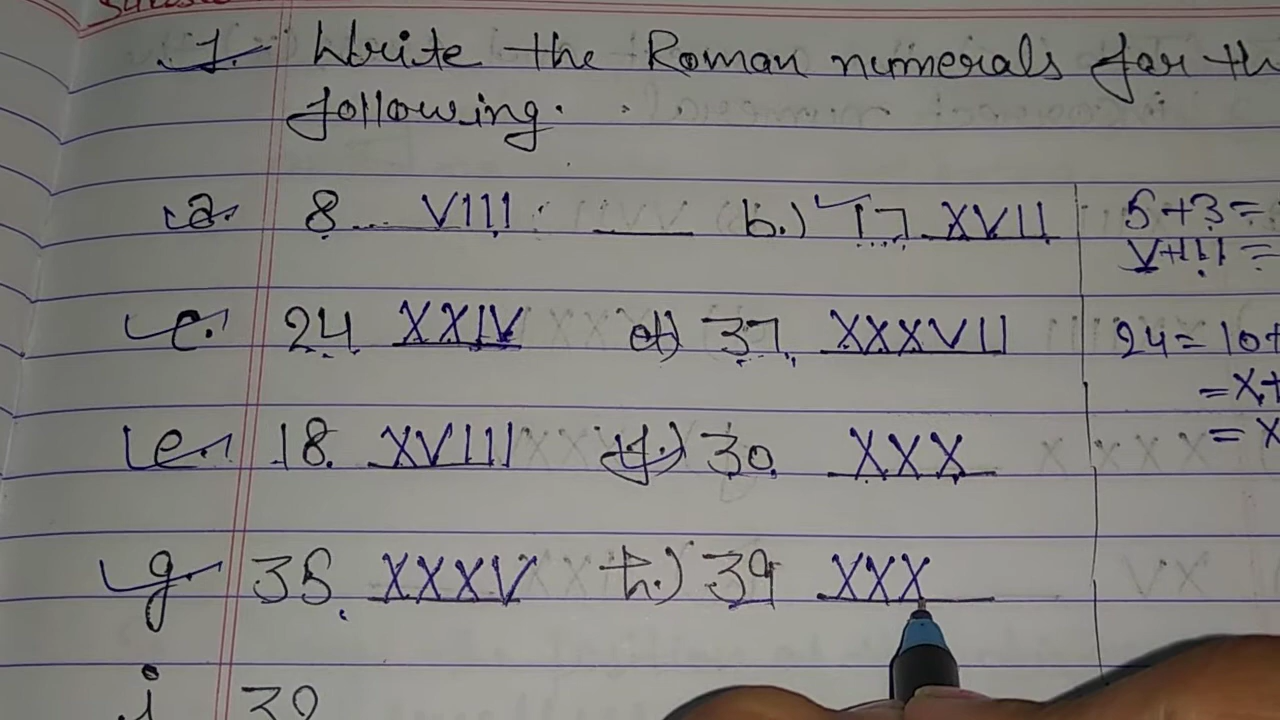 1. Write the Roman numerals for th
following.
a. 8 VIII b.) 17 XVII 5+3=
V+III=
c. 24 XXIV d) 37 XXXVII 24=10+
=X+
e. 18 XVIII f.) 30 XXX =X
g. 35 XXXV h.) 39 XXX
i 39